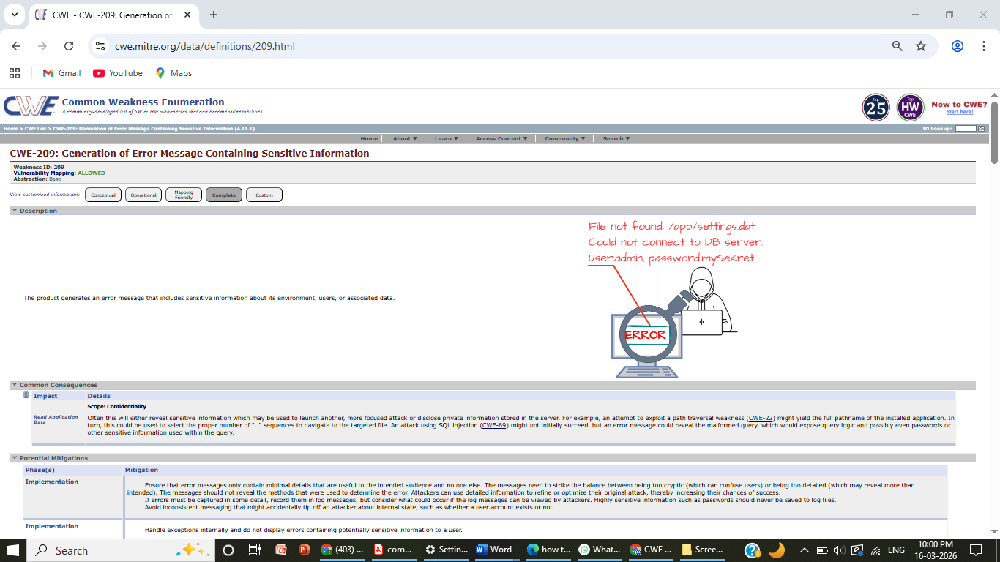 CWE - CWE-209: Generation of
cwe.mitre.org/data/definitions/209.html
Gmail
YouTube
Maps
CWE
Common Weakness Enumeration
A community-developed list of SW & HW weaknesses that can become vulnerabilities
Top
25
Top
HW
CWE
New to CWE?
Start here!
Home > CWE List > CWE-209: Generation of Error Message Containing Sensitive Information (4.19.1)
ID Lookup:
Go
Home
About ▼
Learn ▼
Access Content ▼
Community ▼
Search ▼
CWE-209: Generation of Error Message Containing Sensitive Information
Weakness ID: 209
Vulnerability Mapping: ALLOWED
Abstraction: Base
View customized information:
Conceptual
Operational
Mapping
Friendly
Complete
Custom
Description
File not found: /app/settings.dat
Could not connect to DB server.
User:admin; password:mySekret
The product generates an error message that includes sensitive information about its environment, users, or associated data.
ERROR
Common Consequences
Impact
Details
Scope: Confidentiality
Read Application
Data
Often this will either reveal sensitive information which may be used to launch another, more focused attack or disclose private information stored in the server. For example, an attempt to exploit a path traversal weakness (CWE-22) might yield the full pathname of the installed application. In
turn, this could be used to select the proper number of ".." sequences to navigate to the targeted file. An attack using SQL injection (CWE-89) might not initially succeed, but an error message could reveal the malformed query, which would expose query logic and possibly even passwords or
other sensitive information used within the query.
Potential Mitigations
Phase(s)
Mitigation
Implementation
Ensure that error messages only contain minimal details that are useful to the intended audience and no one else. The messages need to strike the balance between being too cryptic (which can confuse users) or being too detailed (which may reveal more than
intended). The messages should not reveal the methods that were used to determine the error. Attackers can use detailed information to refine or optimize their original attack, thereby increasing their chances of success.
If errors must be captured in some detail, record them in log messages, but consider what could occur if the log messages can be viewed by attackers. Highly sensitive information such as passwords should never be saved to log files.
Avoid inconsistent messaging that might accidentally tip off an attacker about internal state, such as whether a user account exists or not.
Implementation
Handle exceptions internally and do not display errors containing potentially sensitive information to a user.
Search
(403) ...
com...
Settin...
Word
how t...
What...
CWE ...
Scree...
ENG
10:00 PM
16-03-2026